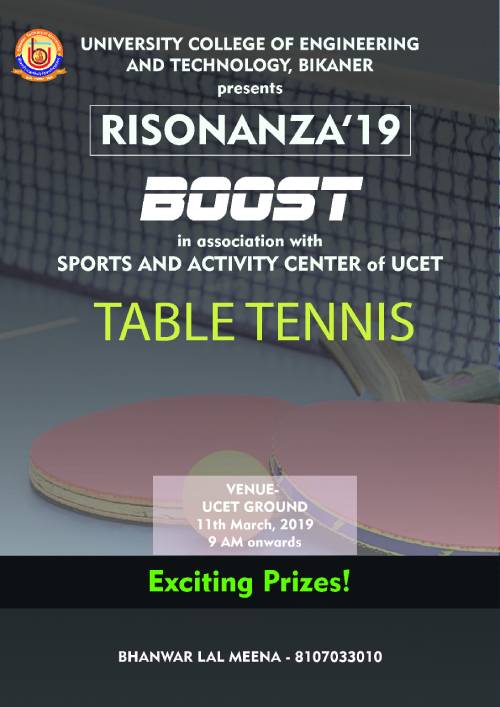 UNIVERSITY COLLEGE OF ENGINEERING
AND TECHNOLOGY, BIKANER
presents
RISONANZA‘19
BOOST
in association with
SPORTS AND ACTIVITY CENTER of UCET
TABLE TENNIS
VENUE-
UCET GROUND
11th March, 2019
9 AM onwards
Exciting Prizes!
BHANWAR LAL MEENA - 8107033010